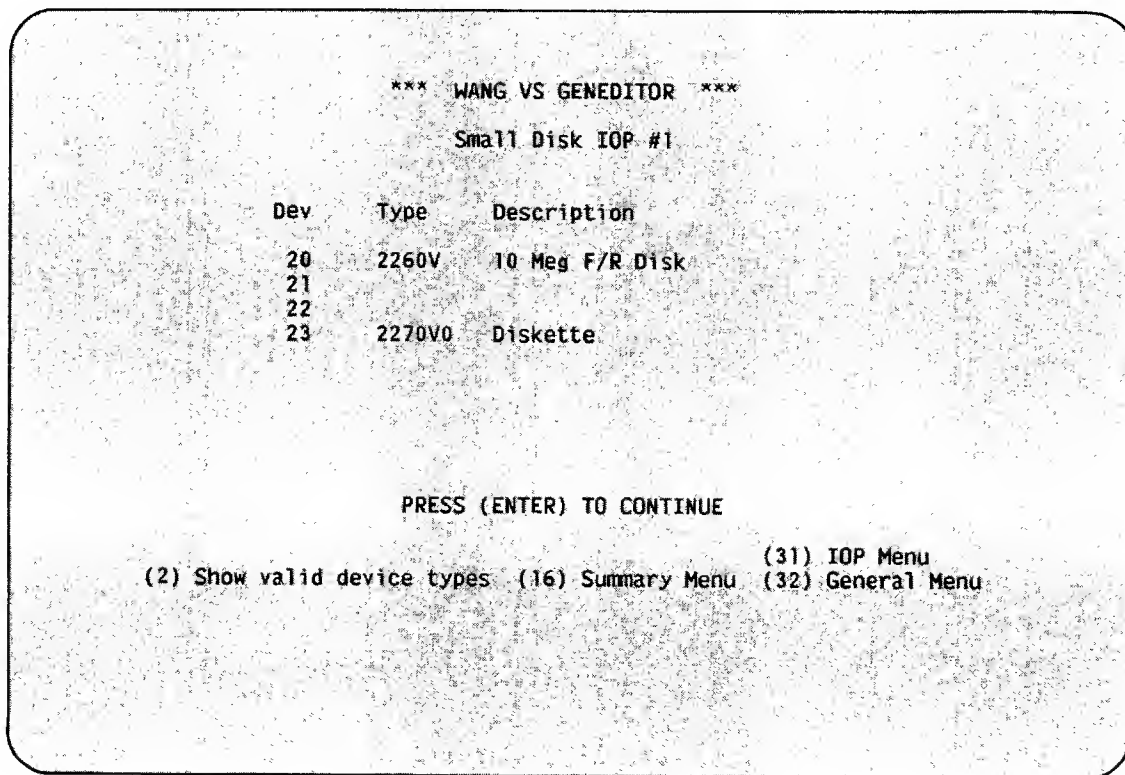 *** WANG VS GENEDITOR ***
Small Disk IOP #1
Dev Type Description
20 2260V 10 Meg F/R Disk
21
22
23 2270V0 Diskette
PRESS (ENTER) TO CONTINUE
(31) IOP Menu
(2) Show valid device types (16) Summary Menu (32) General Menu